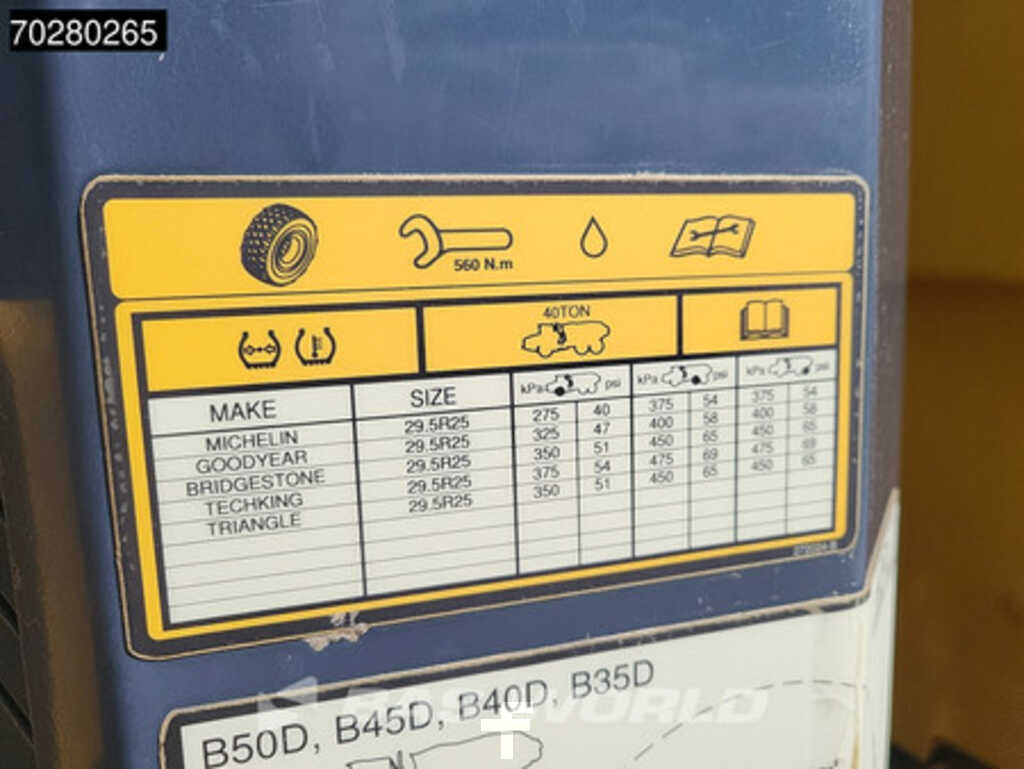 70280265
560 N.m
40TON
MAKE SIZE kPa psi kPa psi kPa psi
MICHELIN 29.5R25 275 40 375 54 375 54
GOODYEAR 29.5R25 325 47 400 58 400 58
BRIDGESTONE 29.5R25 350 51 450 65 450 65
TECHKING 29.5R25 375 54 475 69 475 69
TRIANGLE 29.5R25 350 51 450 65 450 65
B50D, B45D, B40D, B35D
WORLD